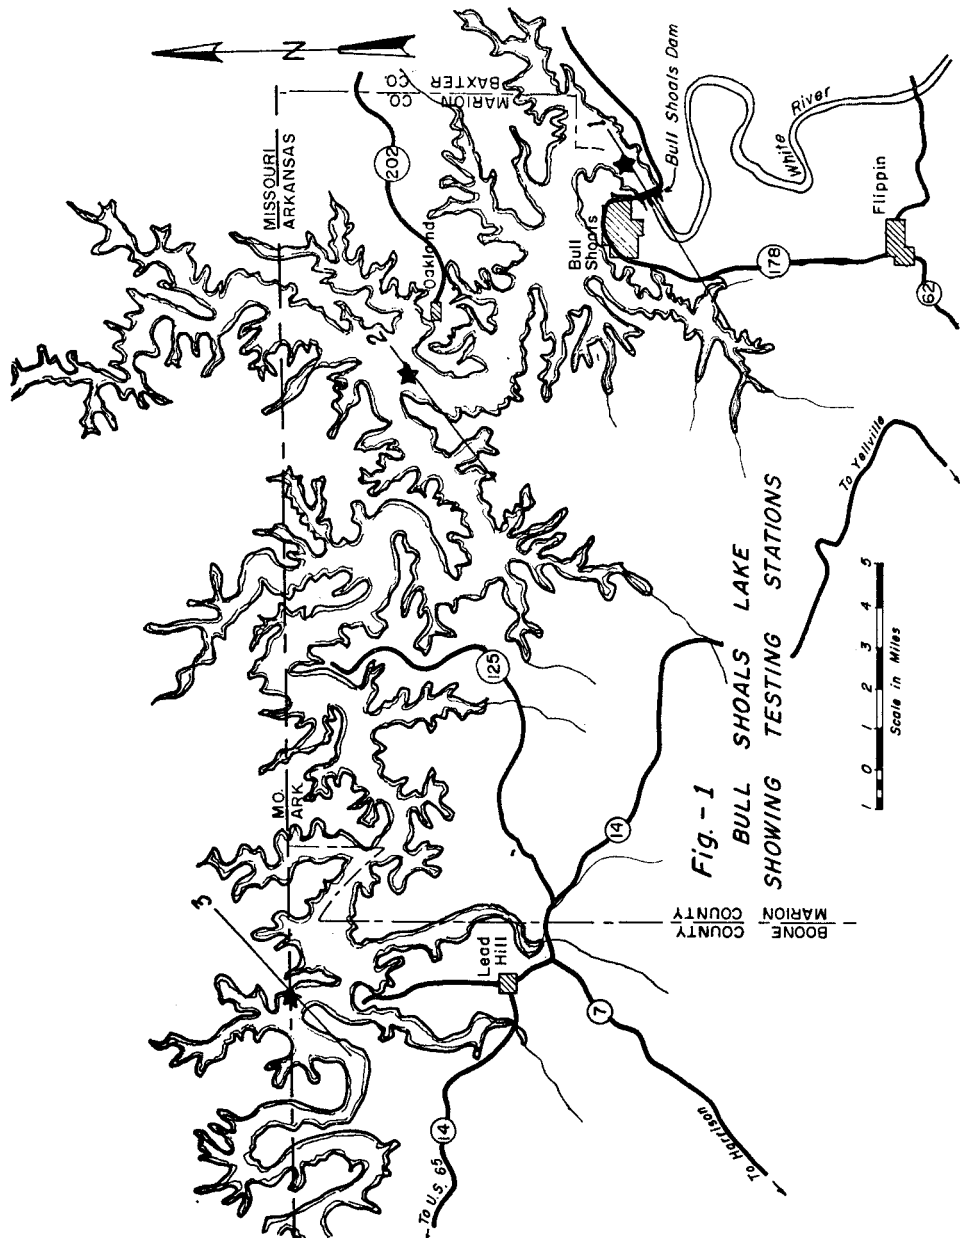 N
MISSOURI
ARKANSAS
MARION CO.
BAXTER CO.
202
Oakland
Bull Shoals Dam
White River
Bull
Shoals
1
2
3
178
Flippin
62
To Yellville
125
MO.
ARK.
14
Lead
Hill
BOONE COUNTY
MARION COUNTY
7
To Harrison
14
To U.S. 65
Fig. - 1
BULL SHOALS LAKE
SHOWING TESTING STATIONS
1 0 1 2 3 4 5
Scale in Miles